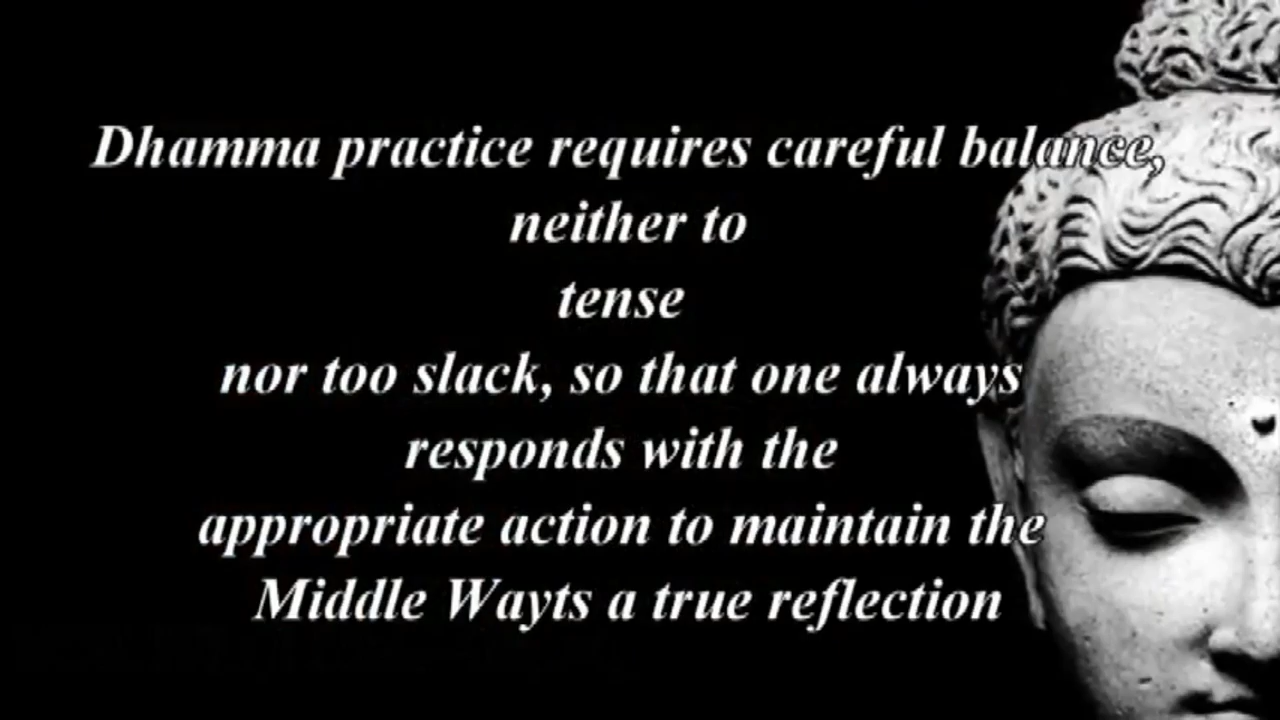 Dhamma practice requires careful balance,
neither to
tense
nor too slack, so that one always
responds with the
appropriate action to maintain the
Middle Wayts a true reflection